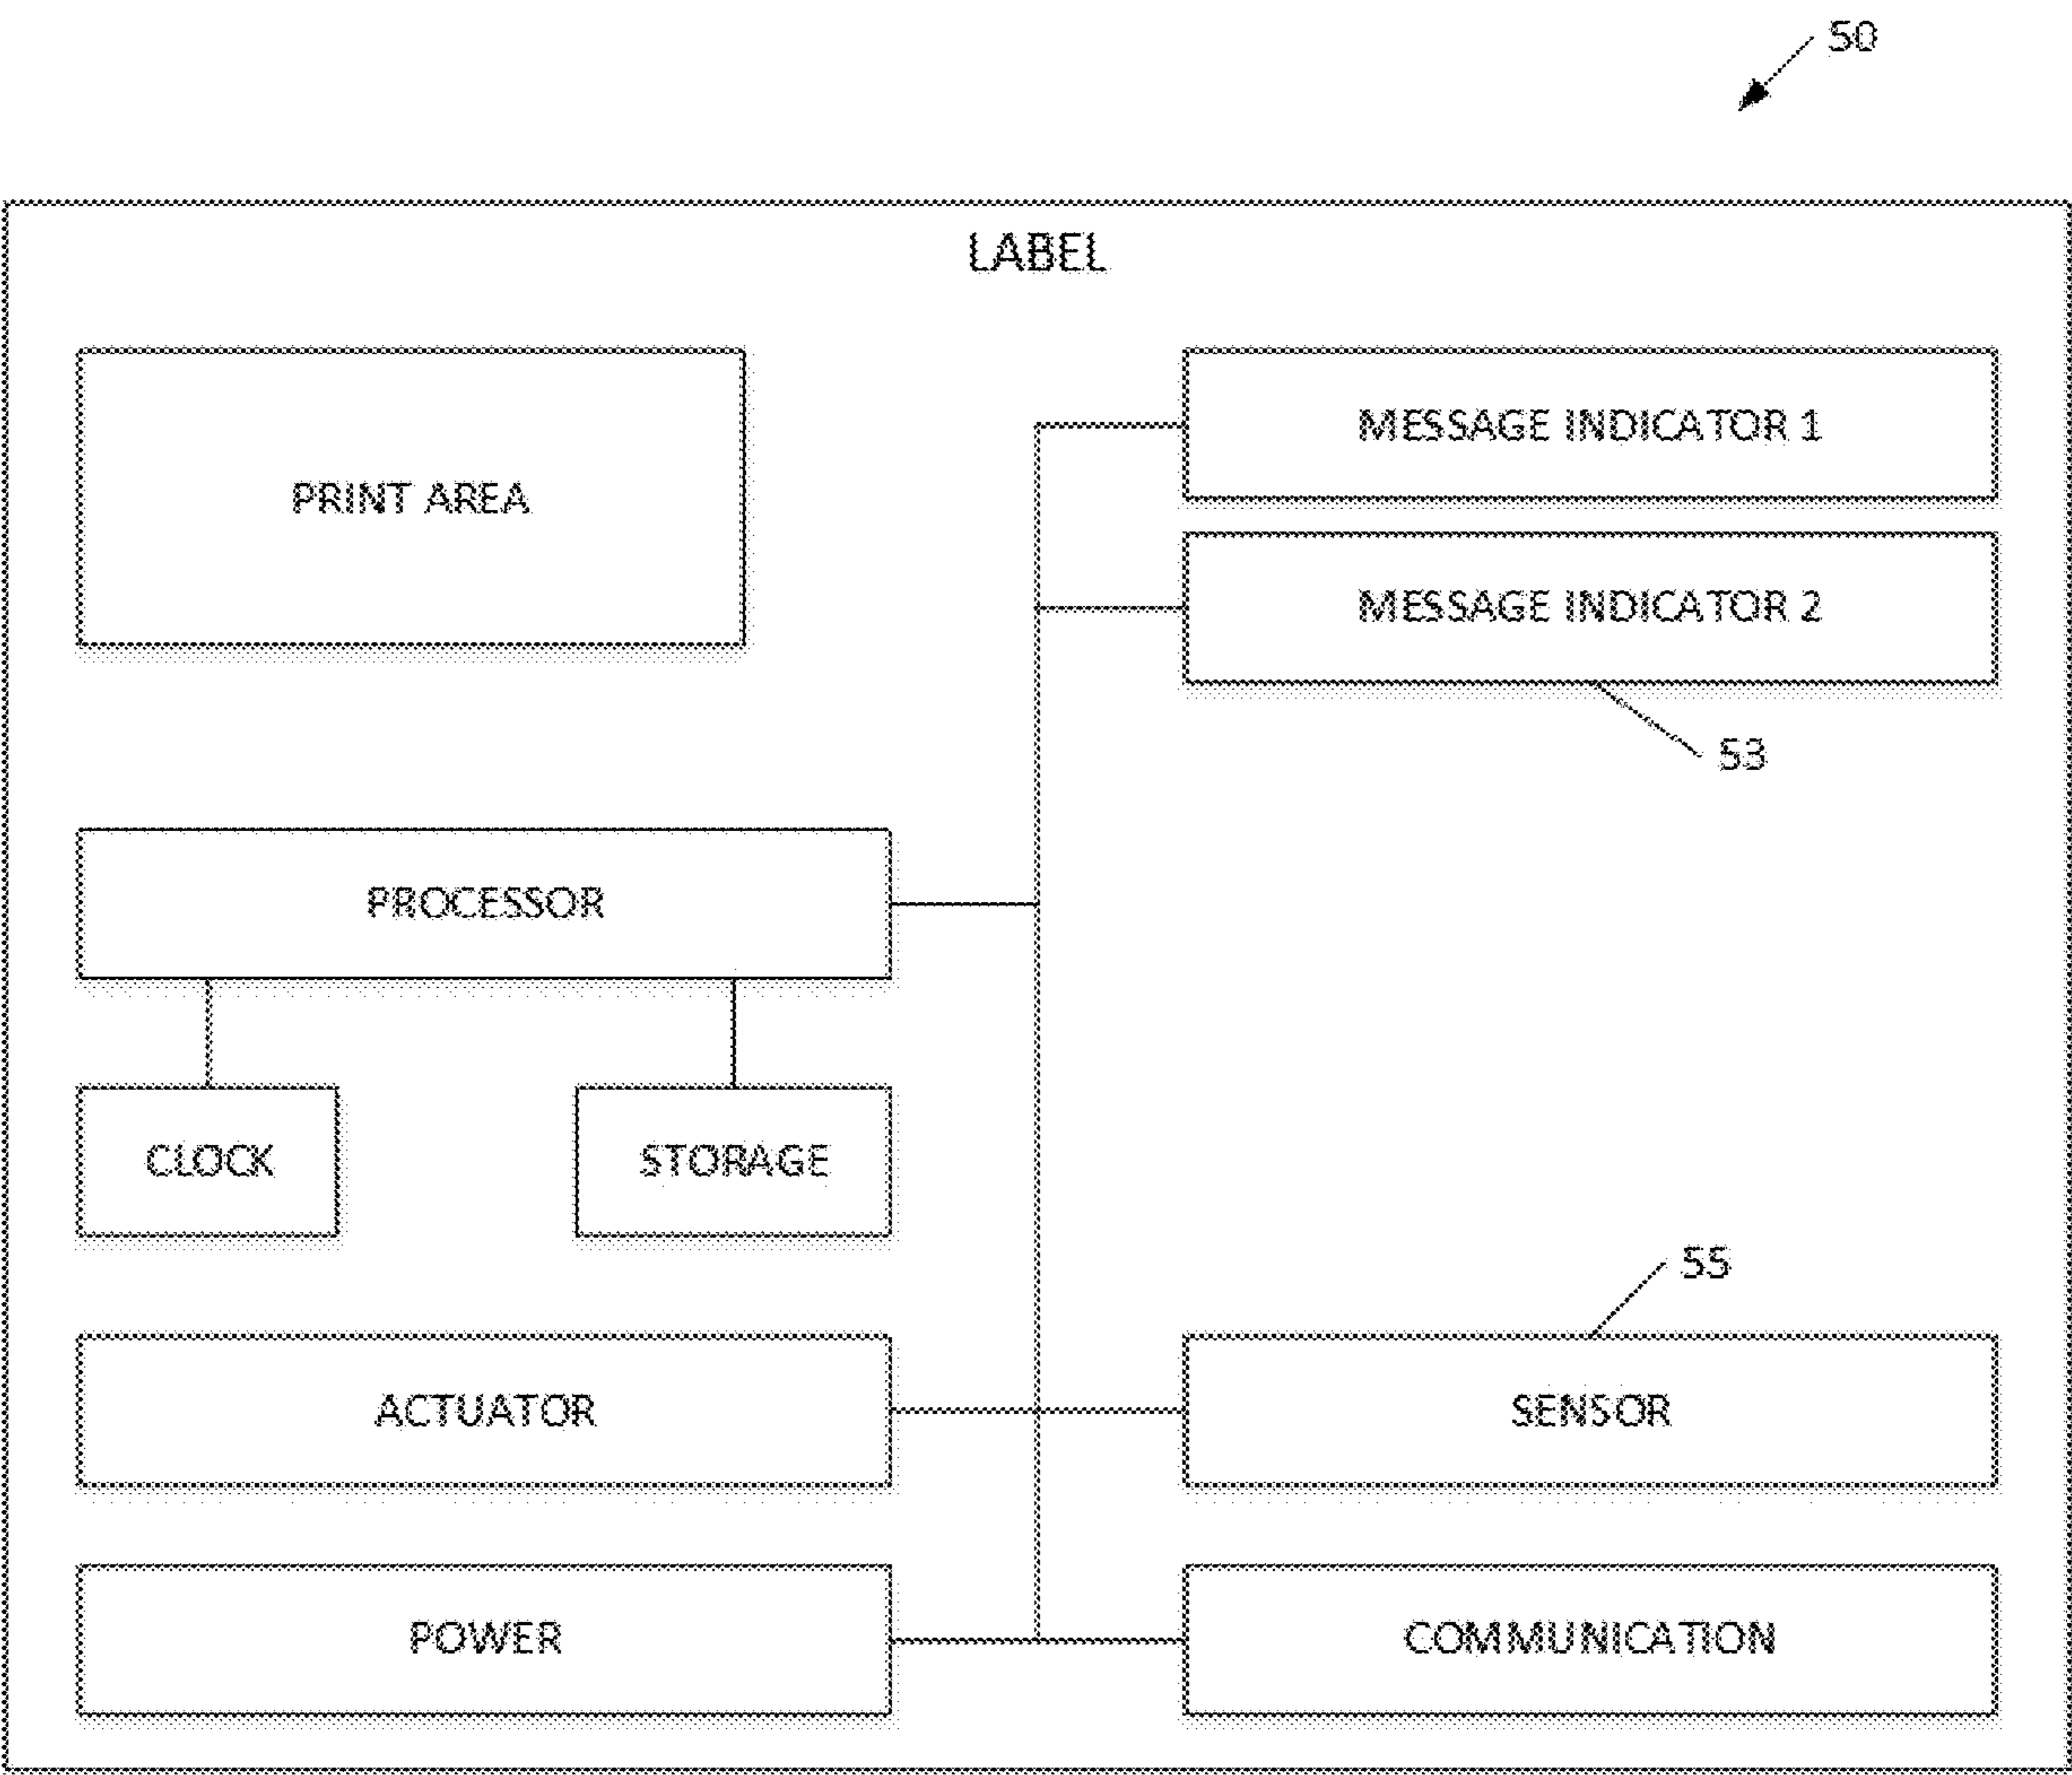 50
LABEL
PRINT AREA
MESSAGE INDICATOR 1
MESSAGE INDICATOR 2
53
PROCESSOR
CLOCK
STORAGE
55
ACTUATOR
SENSOR
POWER
COMMUNICATION